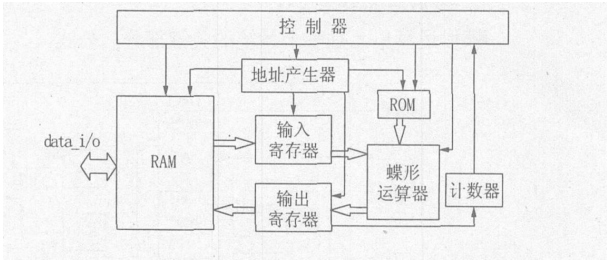 控制器
地址产生器
ROM
data_i/o
RAM
输入
寄存器
蝶形
运算器
计数器
输出
寄存器